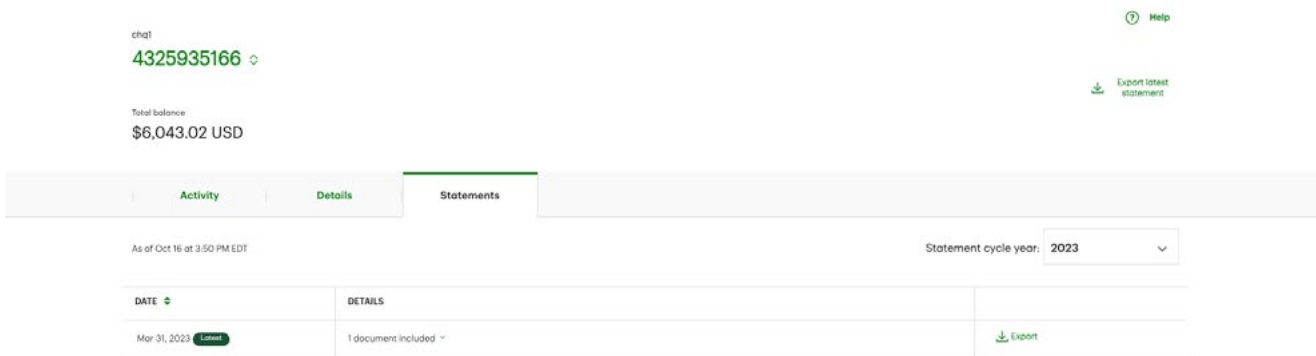 Help
chq1
4325935166
Export latest
statement
Total balance
$6,043.02 USD
Activity Details Statements
As of Oct 16 at 3:50 PM EDT
Statement cycle year: 2023
DATE DETAILS
Mar 31, 2023 Latest 1 document included Export